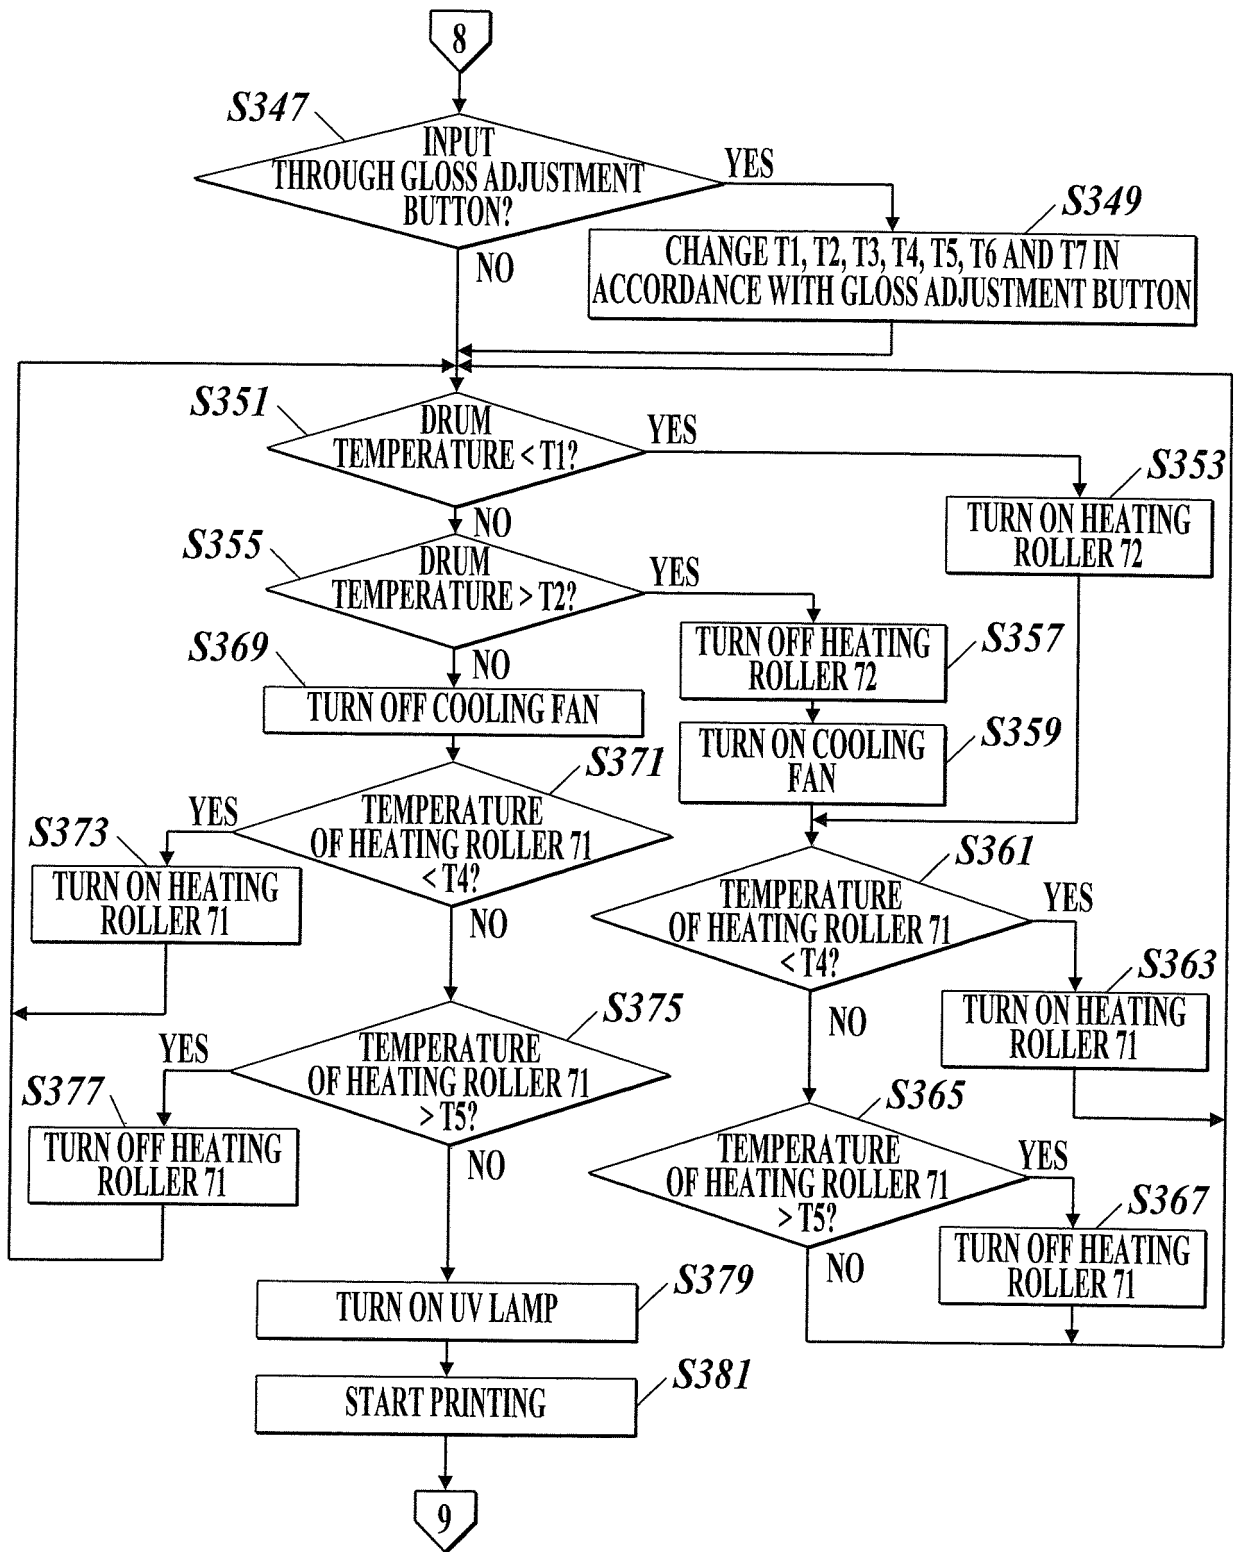 8
S347
INPUT
THROUGH GLOSS ADJUSTMENT
BUTTON?
YES
NO
S349
CHANGE T1, T2, T3, T4, T5, T6 AND T7 IN
ACCORDANCE WITH GLOSS ADJUSTMENT BUTTON
S351
DRUM
TEMPERATURE < T1?
YES
NO
S353
TURN ON HEATING
ROLLER 72
S355
DRUM
TEMPERATURE > T2?
YES
NO
S357
TURN OFF HEATING
ROLLER 72
S369
TURN OFF COOLING FAN
S359
TURN ON COOLING
FAN
S371
TEMPERATURE
OF HEATING ROLLER 71
< T4?
YES
NO
S373
TURN ON HEATING
ROLLER 71
S361
TEMPERATURE
OF HEATING ROLLER 71
< T4?
YES
NO
S363
TURN ON HEATING
ROLLER 71
S375
TEMPERATURE
OF HEATING ROLLER 71
> T5?
YES
NO
S377
TURN OFF HEATING
ROLLER 71
S365
TEMPERATURE
OF HEATING ROLLER 71
> T5?
YES
NO
S367
TURN OFF HEATING
ROLLER 71
S379
TURN ON UV LAMP
S381
START PRINTING
9